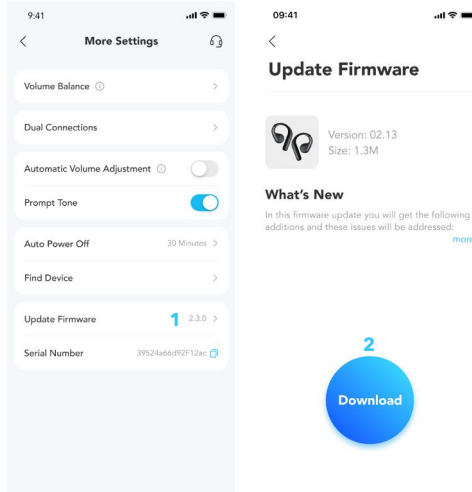 9:41
More Settings
Volume Balance
Dual Connections
Automatic Volume Adjustment
Prompt Tone
Auto Power Off 30 Minutes
Find Device
Update Firmware 1 2.3.0
Serial Number 39524a66d92F12ac
09:41
Update Firmware
Version: 02.13
Size: 1.3M
What's New
In this firmware update you will get the following
additions and these issues will be addressed:
more
2
Download